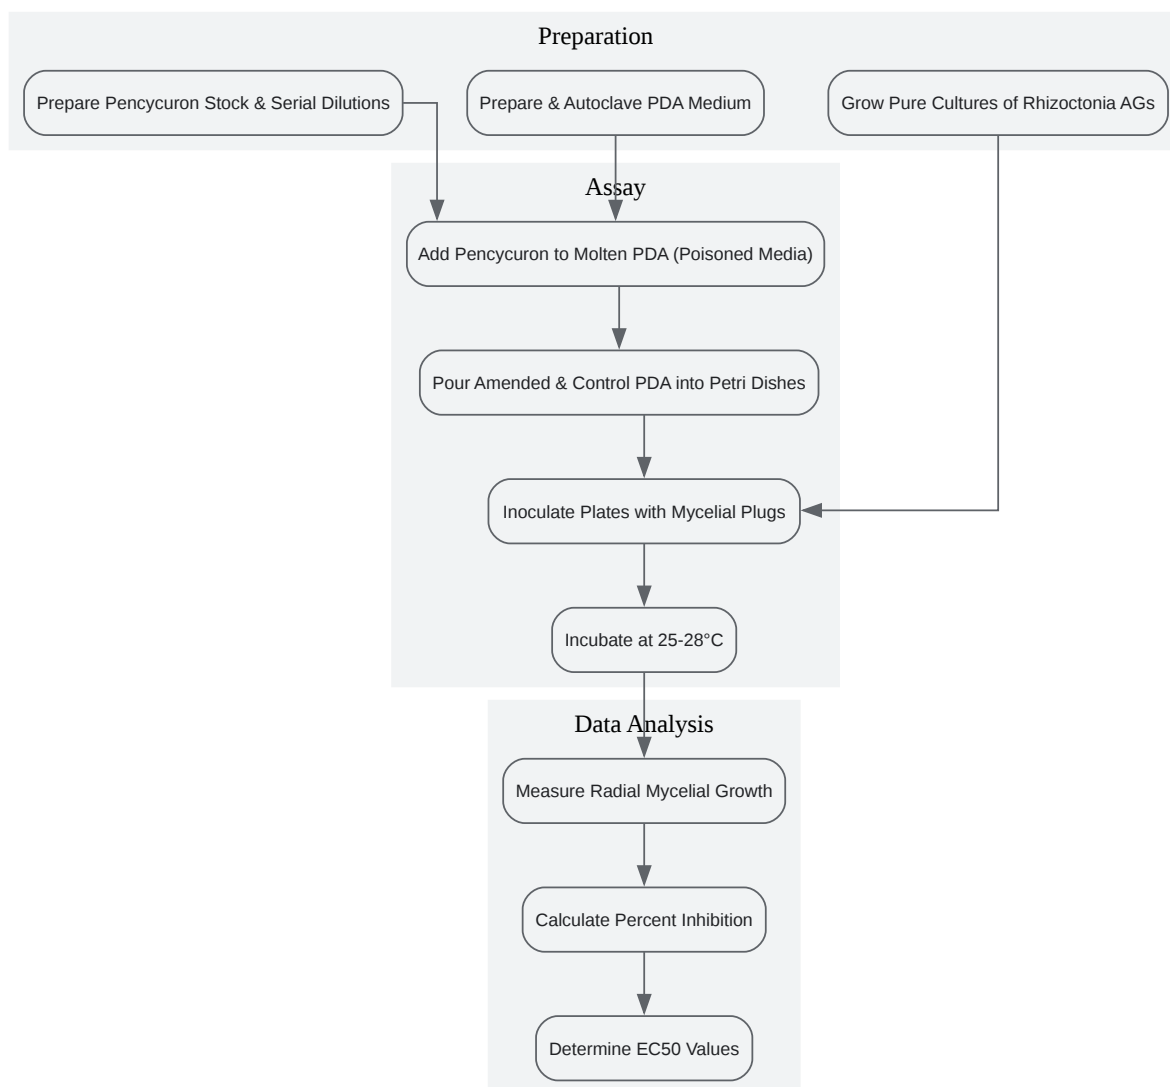 Preparation
Prepare Pencycuron Stock & Serial Dilutions
Prepare & Autoclave PDA Medium
Grow Pure Cultures of Rhizoctonia AGs
Assay
Add Pencycuron to Molten PDA (Poisoned Media)
Pour Amended & Control PDA into Petri Dishes
Inoculate Plates with Mycelial Plugs
Incubate at 25-28°C
Data Analysis
Measure Radial Mycelial Growth
Calculate Percent Inhibition
Determine EC50 Values